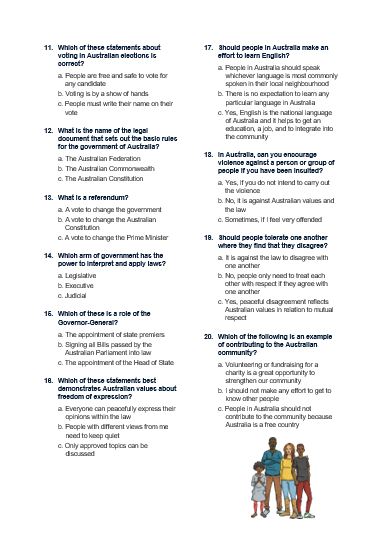 11. Which of these statements about
voting in Australian elections is
correct?
a. People are free and safe to vote for
any candidate
b. Voting is by a show of hands
c. People must write their name on their
vote
12. What is the name of the legal
document that sets out the basic rules
for the government of Australia?
a. The Australian Federation
b. The Australian Commonwealth
c. The Australian Constitution
13. What is a referendum?
a. A vote to change the government
b. A vote to change the Australian
Constitution
c. A vote to change the Prime Minister
14. Which arm of government has the
power to interpret and apply laws?
a. Legislative
b. Executive
c. Judicial
15. Which of these is a role of the
Governor-General?
a. The appointment of state premiers
b. Signing all Bills passed by the
Australian Parliament into law
c. The appointment of the Head of State
16. Which of these statements best
demonstrates Australian values about
freedom of expression?
a. Everyone can peacefully express their
opinions within the law
b. People with different views from me
need to keep quiet
c. Only approved topics can be
discussed
17. Should people in Australia make an
effort to learn English?
a. People in Australia should speak
whichever language is most commonly
spoken in their local neighbourhood
b. There is no expectation to learn any
particular language in Australia
c. Yes, English is the national language
of Australia and it helps to get an
education, a job, and to integrate into
the community
18. In Australia, can you encourage
violence against a person or group of
people if you have been insulted?
a. Yes, if you do not intend to carry out
the violence
b. No, it is against Australian values and
the law
c. Sometimes, if I feel very offended
19. Should people tolerate one another
where they find that they disagree?
a. It is against the law to disagree with
one another
b. No, people only need to treat each
other with respect if they agree with
one another
c. Yes, peaceful disagreement reflects
Australian values in relation to mutual
respect
20. Which of the following is an example
of contributing to the Australian
community?
a. Volunteering or fundraising for a
charity is a great opportunity to
strengthen our community
b. I should not make any effort to get to
know other people
c. People in Australia should not
contribute to the community because
Australia is a free country